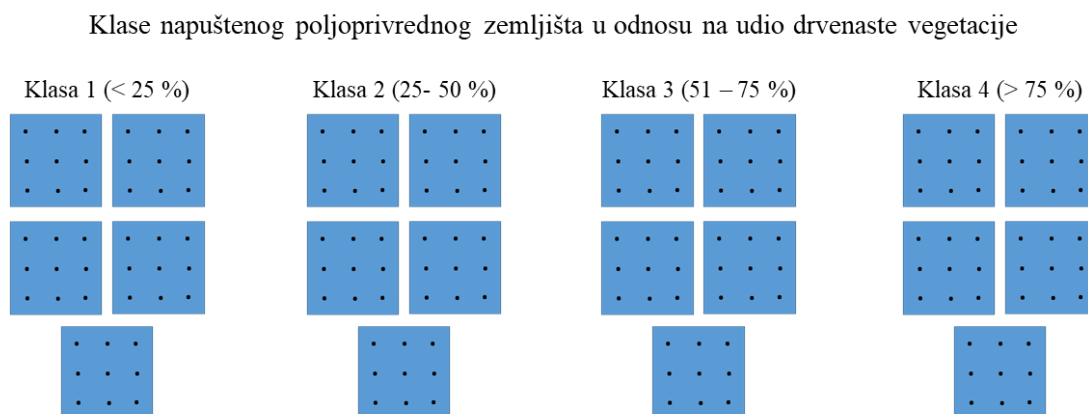 Klase napuštenog poljoprivrednog zemljišta u odnosu na udio drvenaste vegetacije
Klasa 1 (< 25 %)
Klasa 2 (25- 50 %)
Klasa 3 (51 – 75 %)
Klasa 4 (> 75 %)